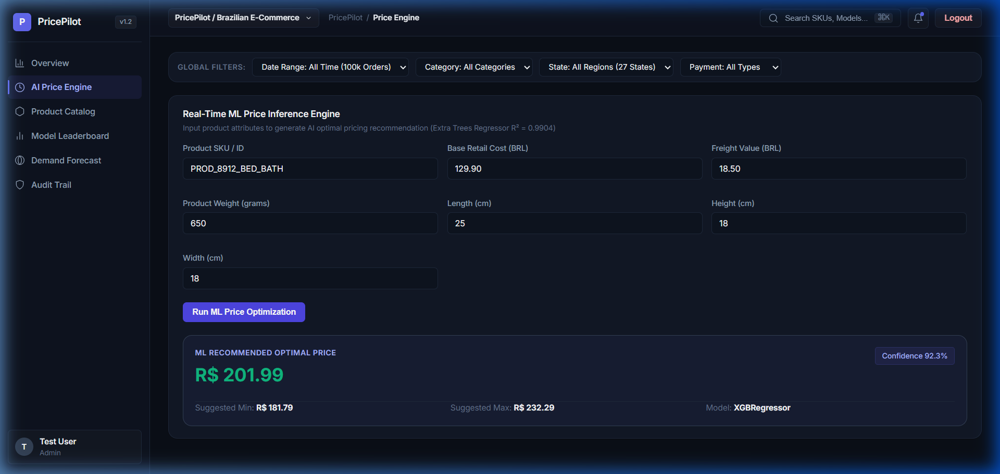 P PricePilot v1.2
Overview
AI Price Engine
Product Catalog
Model Leaderboard
Demand Forecast
Audit Trail
T
Test User
Admin
PricePilot / Brazilian E-Commerce
PricePilot / Price Engine
Search SKUs, Models... ⌘K
Logout
GLOBAL FILTERS: Date Range: All Time (100k Orders) Category: All Categories State: All Regions (27 States) Payment: All Types
Real-Time ML Price Inference Engine
Input product attributes to generate AI optimal pricing recommendation (Extra Trees Regressor R² = 0.9904)
Product SKU / ID Base Retail Cost (BRL) Freight Value (BRL)
PROD_8912_BED_BATH 129.90 18.50
Product Weight (grams) Length (cm) Height (cm)
650 25 18
Width (cm)
18
Run ML Price Optimization
ML RECOMMENDED OPTIMAL PRICE
Confidence 92.3%
R$ 201.99
Suggested Min: R$ 181.79 Suggested Max: R$ 232.29 Model: XGBRegressor